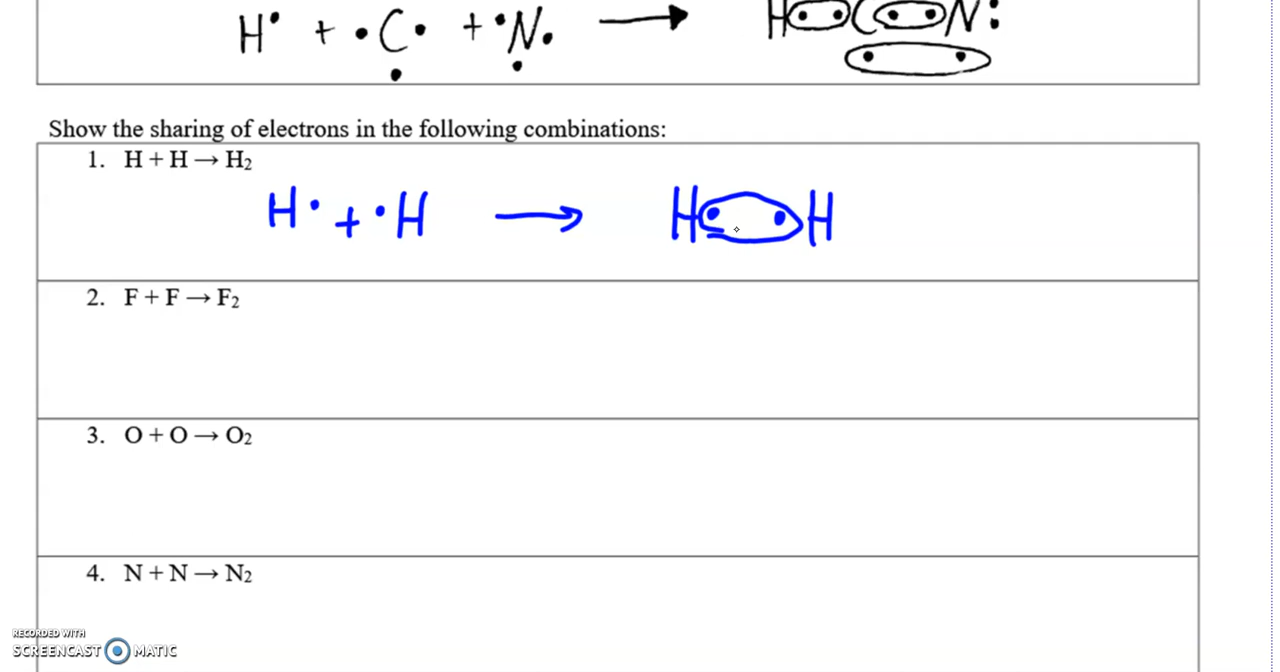 H• + •C• + •N• → H C N:
Show the sharing of electrons in the following combinations:
1. H + H → H₂
H• + •H → H • • H
2. F + F → F₂
3. O + O → O₂
4. N + N → N₂
RECORDED WITH
SCREENCAST MATIC